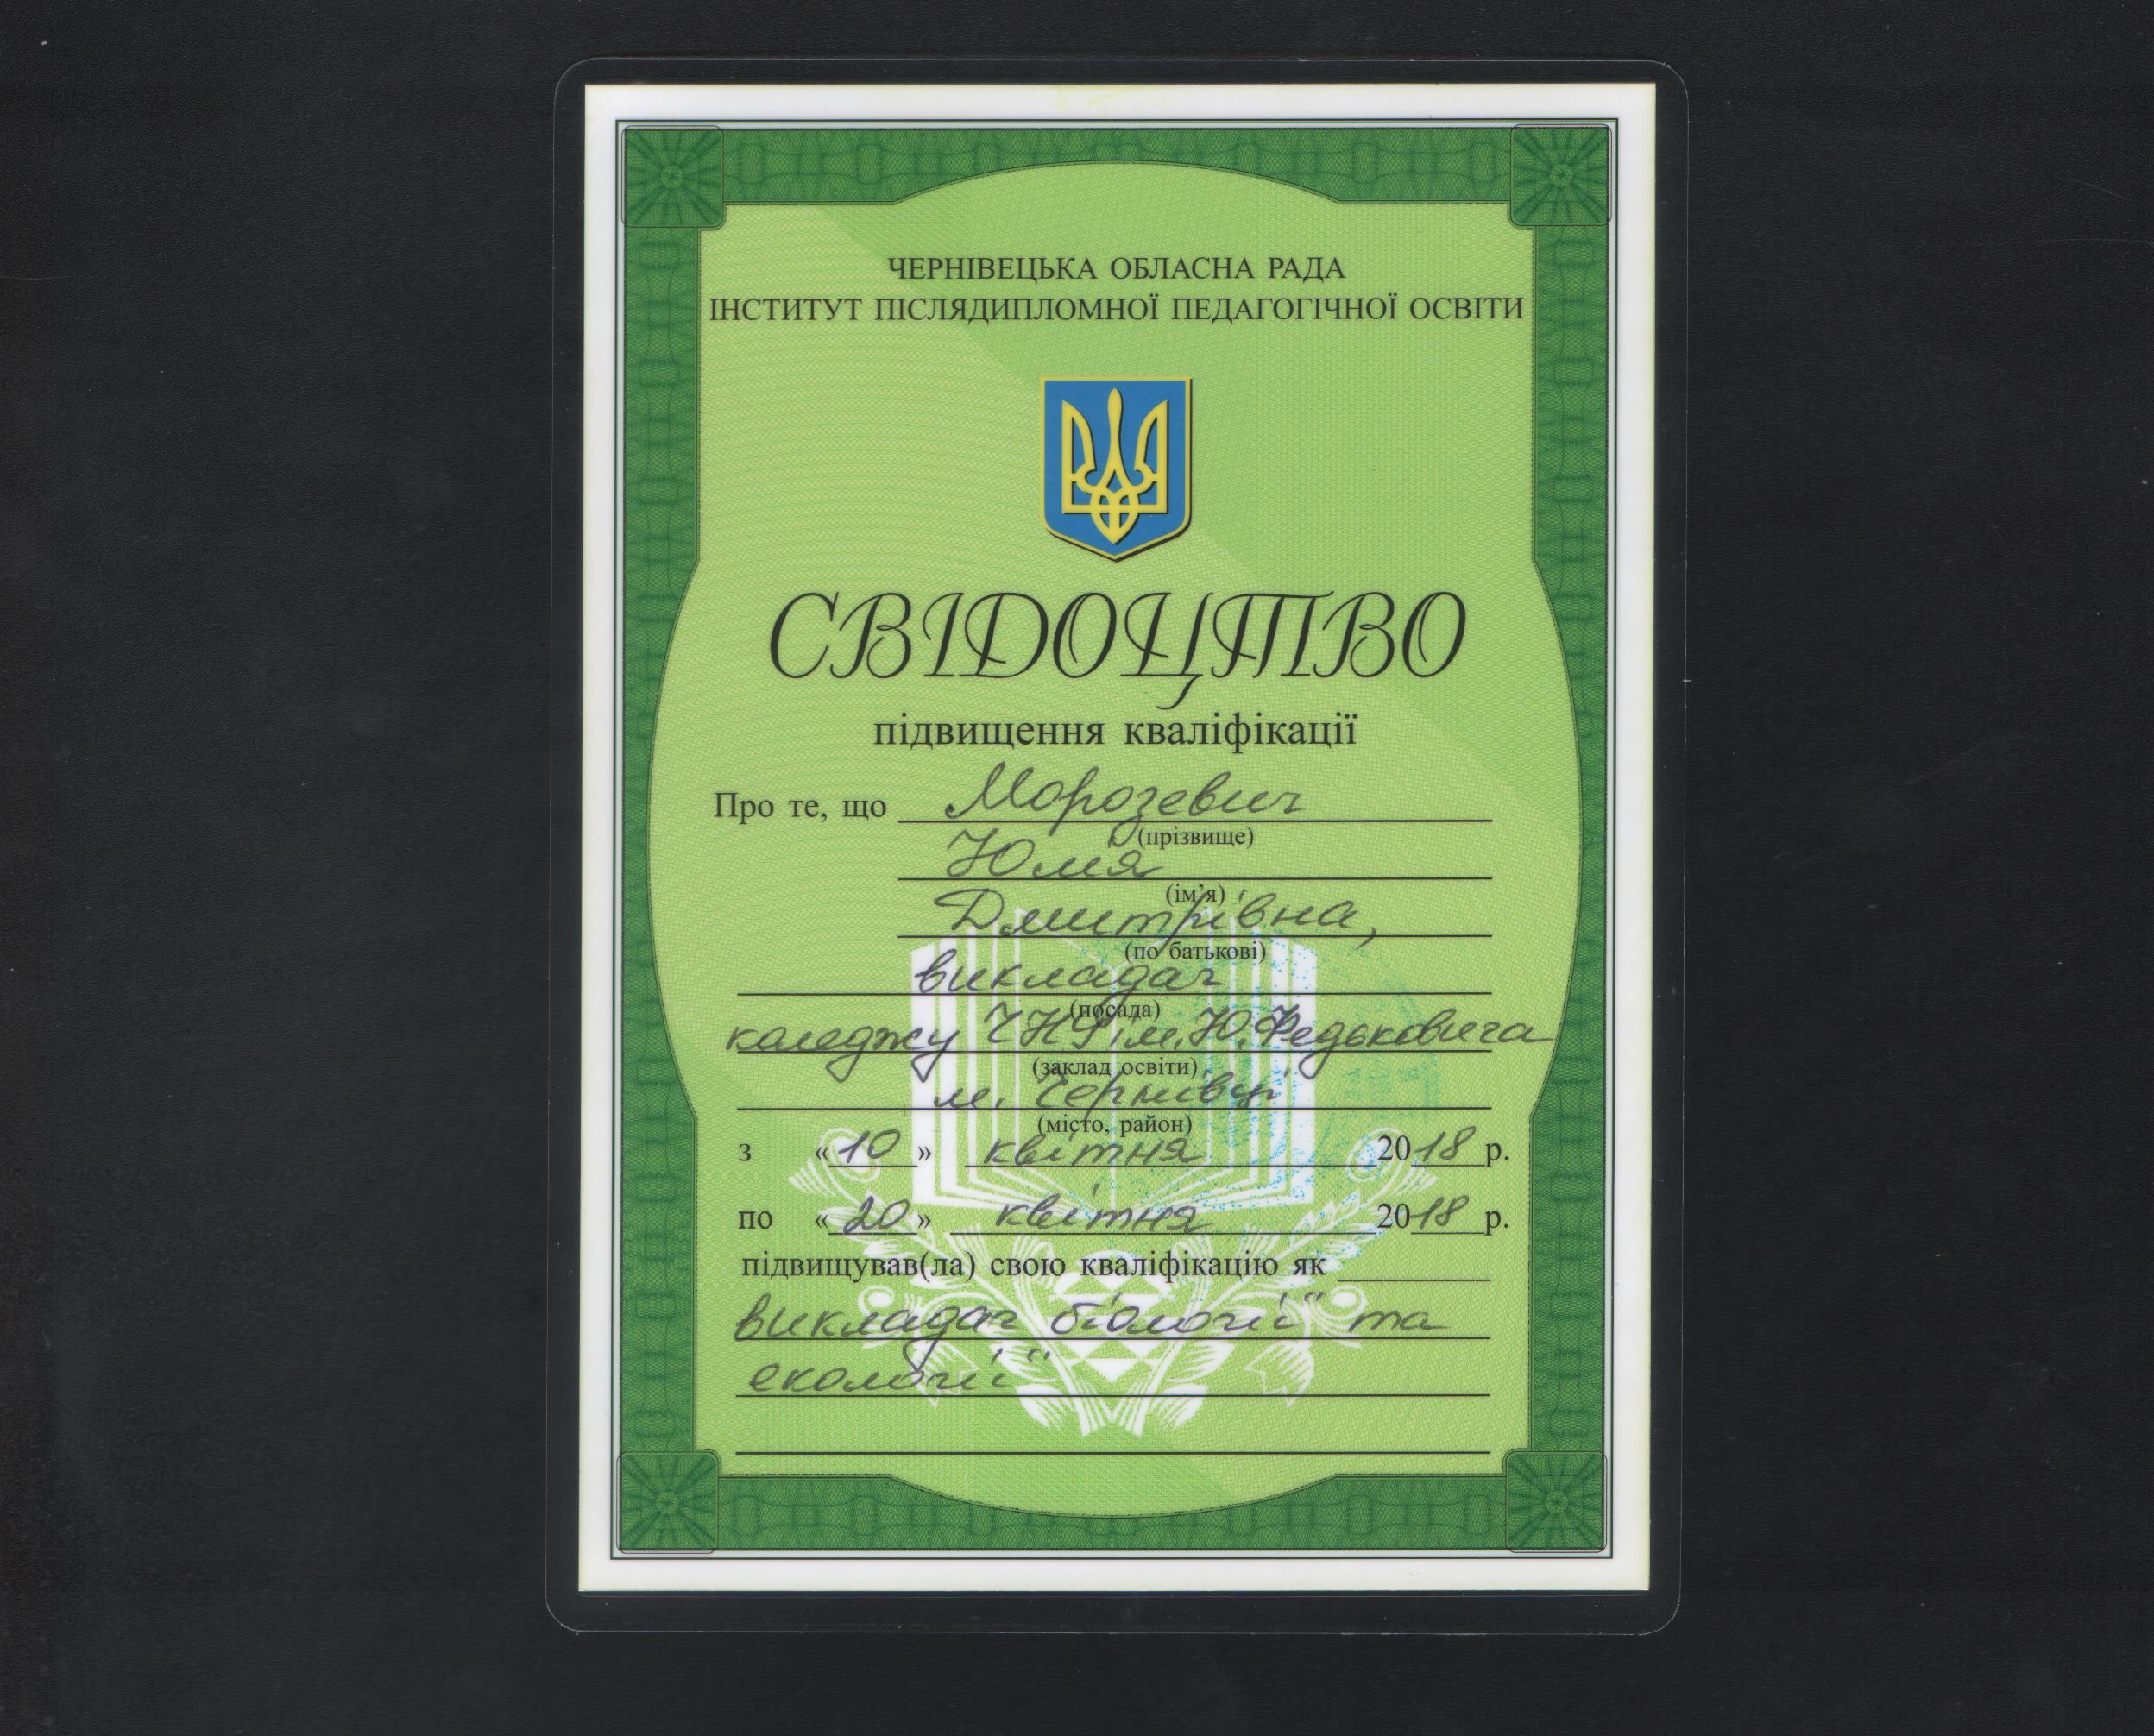 ЧЕРНІВЕЦЬКА ОБЛАСНА РАДА
ІНСТИТУТ ПІСЛЯДИПЛОМНОЇ ПЕДАГОГІЧНОЇ ОСВІТИ
СВІДОЦТВО
підвищення кваліфікації
Про те, що Морозевич
(прізвище)
Юлія
(ім'я)
Дмитрівна,
(по батькові)
викладач
(посада)
коледжу ЧНУ ім. Ю. Федьковича
(заклад освіти)
м. Чернівці
(місто, район)
з «10» квітня 2018 р.
по «20» квітня 2018 р.
підвищував(ла) свою кваліфікацію як
викладач біології та
екології